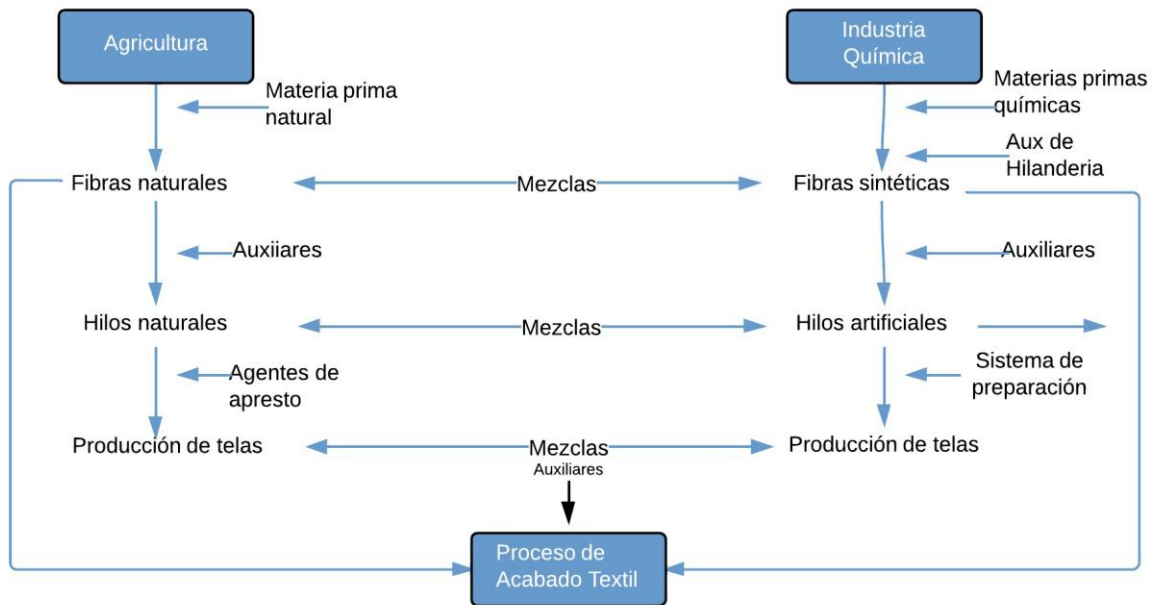 Agricultura
Industria
Química
Materia prima
natural
Materias primas
químicas
Aux de
Hilanderia
Fibras naturales
Mezclas
Fibras sintéticas
Auxiiares
Auxiliares
Hilos naturales
Mezclas
Hilos artificiales
Agentes de
apresto
Sistema de
preparación
Producción de telas
Mezclas
Auxiliares
Producción de telas
Proceso de
Acabado Textil